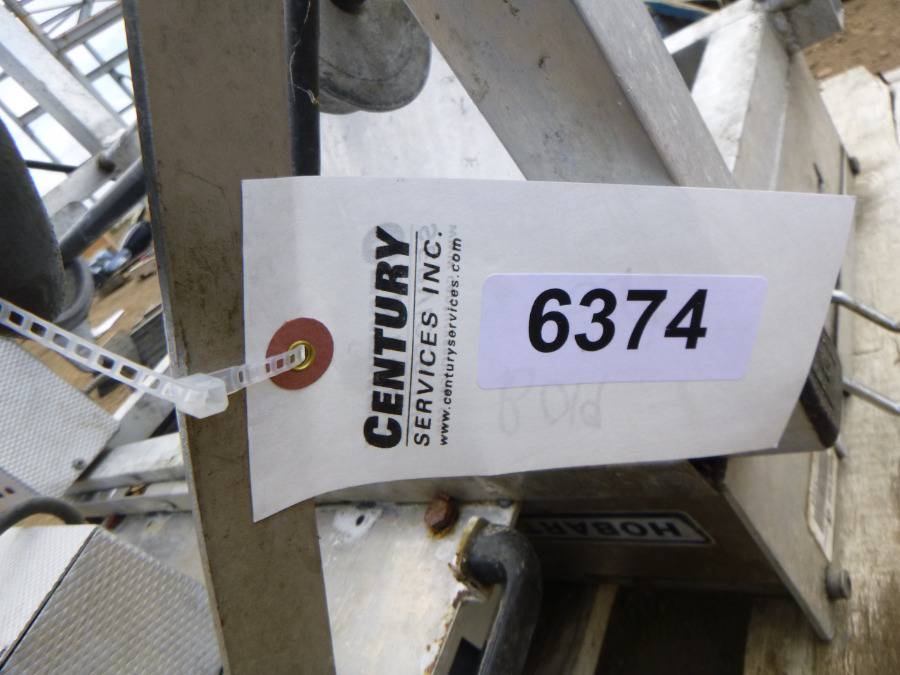 CENTURY
SERVICES INC.
www.centuryservices.com
6374
HOBART